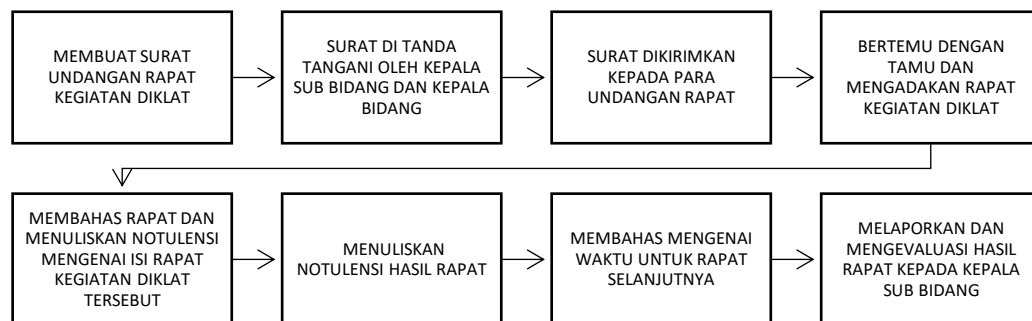 MEMBUAT SURAT
UNDANGAN RAPAT
KEGIATAN DIKLAT
SURAT DI TANDA
TANGANI OLEH KEPALA
SUB BIDANG DAN KEPALA
BIDANG
SURAT DIKIRIMKAN
KEPADA PARA
UNDANGAN RAPAT
BERTEMU DENGAN
TAMU DAN
MENGADAKAN RAPAT
KEGIATAN DIKLAT
MEMBAHAS RAPAT DAN
MENULISKAN NOTULENSI
MENGENAI ISI RAPAT
KEGIATAN DIKLAT
TERSEBUT
MENULISKAN
NOTULENSI HASIL RAPAT
MEMBAHAS MENGENAI
WAKTU UNTUK RAPAT
SELANJUTNYA
MELAPORKAN DAN
MENGEVALUASI HASIL
RAPAT KEPADA KEPALA
SUB BIDANG